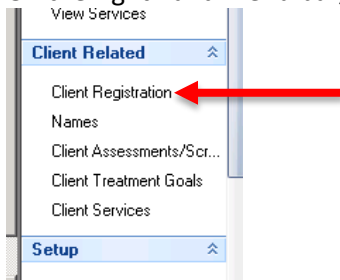 View Services
Client Related
Client Registration
Names
Client Assessments/Scr...
Client Treatment Goals
Client Services
Setup